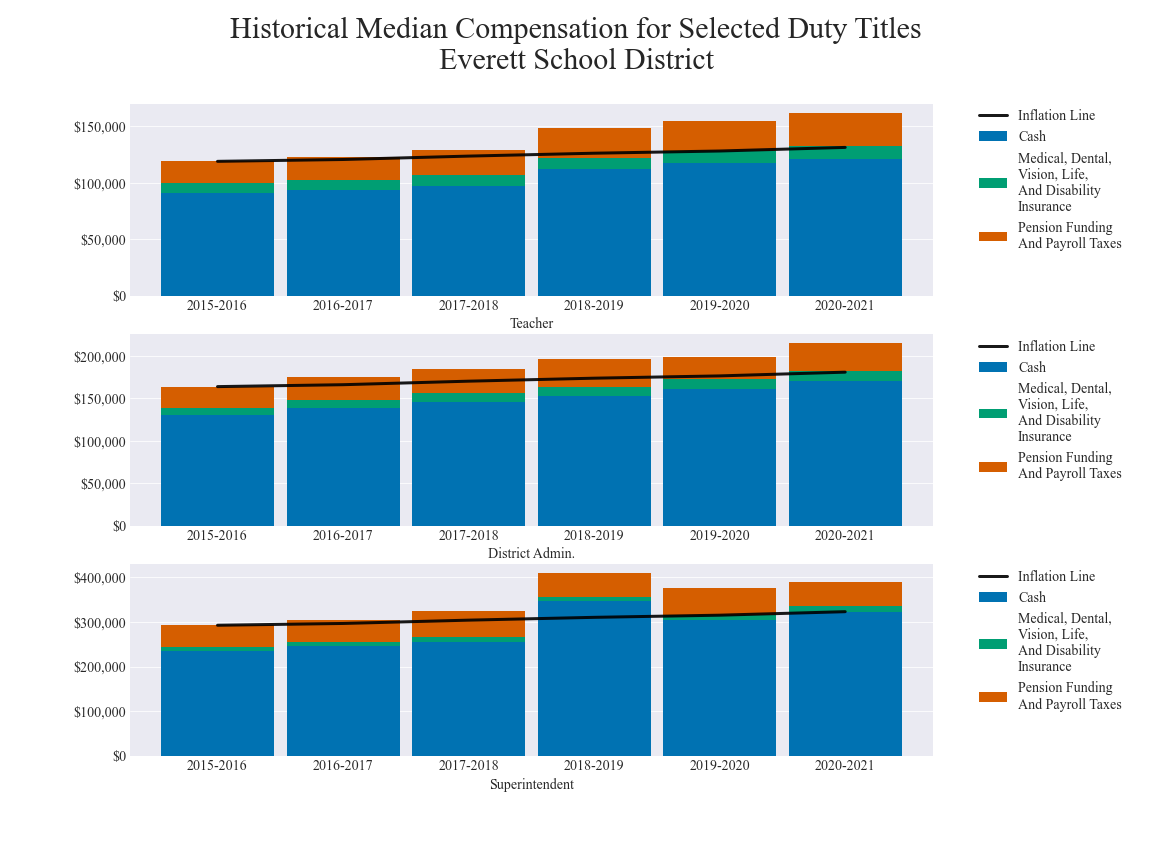 Historical Median Compensation for Selected Duty Titles
Everett School District
$150,000
$100,000
$50,000
$0
2015-2016 2016-2017 2017-2018 2018-2019 2019-2020 2020-2021
Teacher
Inflation Line
Cash
Medical, Dental,
Vision, Life,
And Disability
Insurance
Pension Funding
And Payroll Taxes
$200,000
$150,000
$100,000
$50,000
$0
2015-2016 2016-2017 2017-2018 2018-2019 2019-2020 2020-2021
District Admin.
Inflation Line
Cash
Medical, Dental,
Vision, Life,
And Disability
Insurance
Pension Funding
And Payroll Taxes
$400,000
$300,000
$200,000
$100,000
$0
2015-2016 2016-2017 2017-2018 2018-2019 2019-2020 2020-2021
Superintendent
Inflation Line
Cash
Medical, Dental,
Vision, Life,
And Disability
Insurance
Pension Funding
And Payroll Taxes